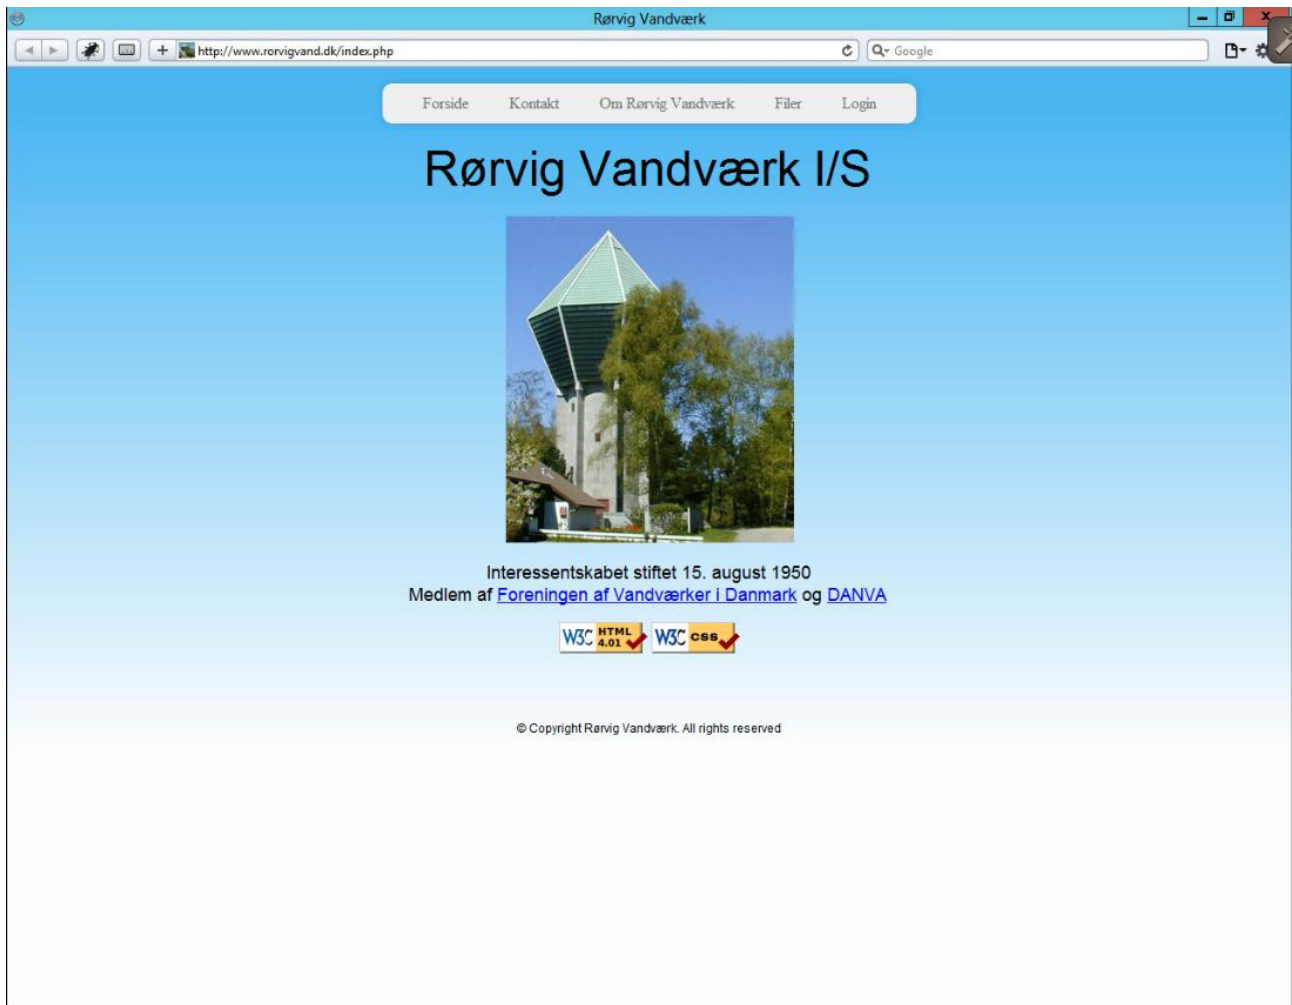 Rørvig Vandværk
http://www.rorvigvand.dk/index.php
Google
Forside Kontakt Om Rørvig Vandværk Filer Login
Rørvig Vandværk I/S
Interessentskabet stiftet 15. august 1950
Medlem af Foreningen af Vandværker i Danmark og DANVA
W3C HTML 4.01 W3C css
© Copyright Rørvig Vandværk. All rights reserved